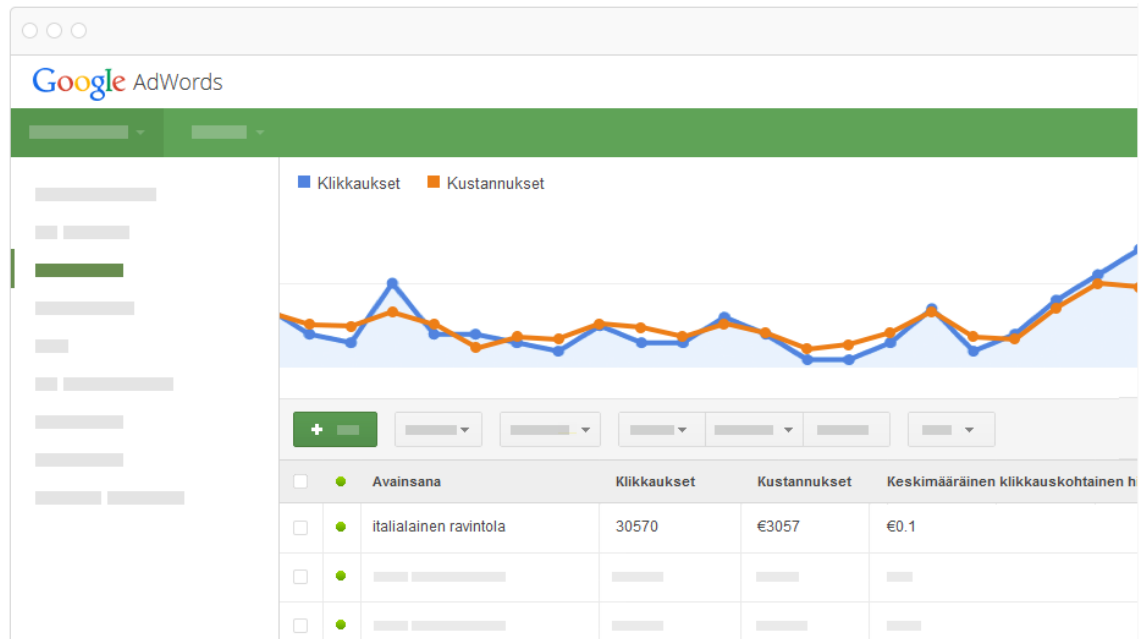 Google AdWords
Klikkaukset Kustannukset
Avainsana Klikkaukset Kustannukset Keskimääräinen klikkauskohtainen
italialainen ravintola 30570 €3057 €0.1